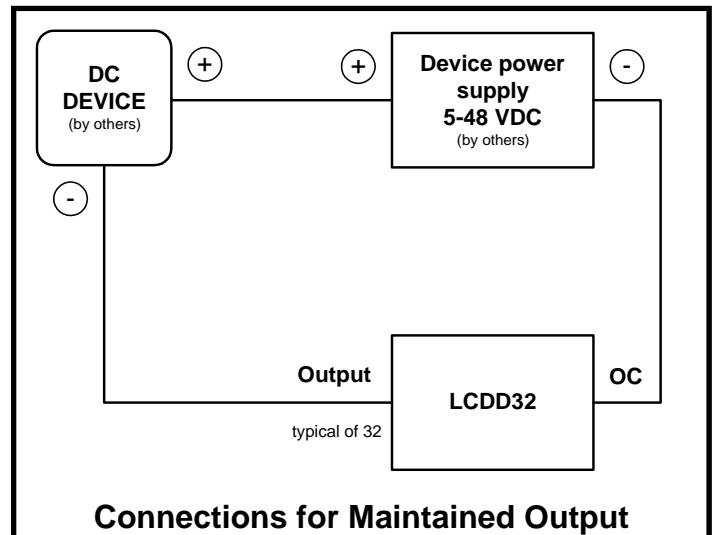 DC
DEVICE
(by others)
+
+
Device power
supply
5-48 VDC
(by others)
-
-
Output
typical of 32
LCDD32
OC
Connections for Maintained Output